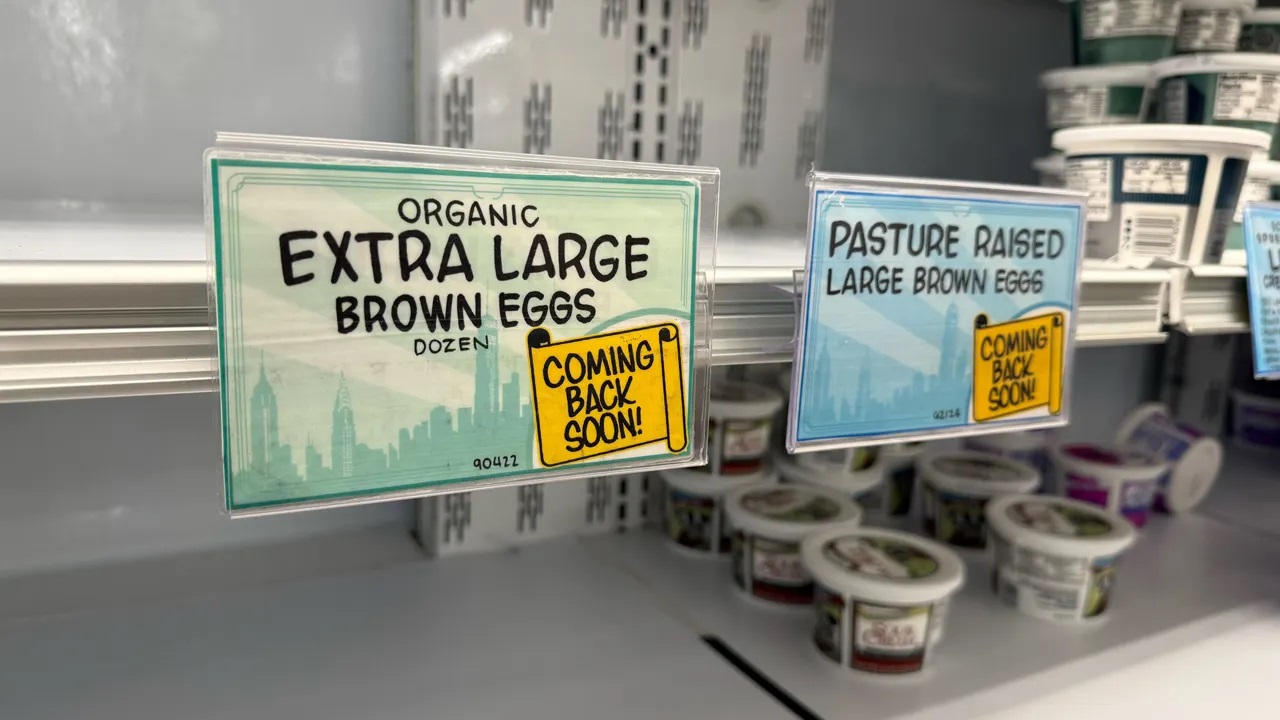 ORGANIC
EXTRA LARGE
BROWN EGGS
DOZEN
COMING
BACK
SOON!
90422
PASTURE RAISED
LARGE BROWN EGGS
COMING
BACK
SOON!